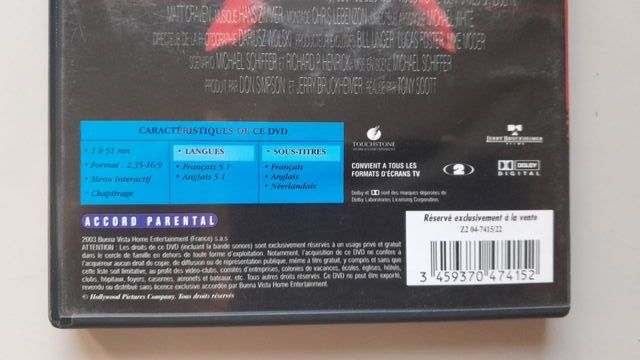 MATT CRAVEN MUSIQUE HANS ZIMMER MONTAGE CHRIS LEBENZON MICHAEL WHITE
DIRECTEUR DE LA PHOTOGRAPHIE DARIUSZ WOLSKI PRODUCTEURS EXÉCUTIFS BILL UNGER, LUCAS FOSTER, MIKE MODER
SCÉNARIO MICHAEL SCHIFFER ET RICHARD P. HENRICK MISE EN SCÈNE MICHAEL SCHIFFER
PRODUIT PAR DON SIMPSON ET JERRY BRUCKHEIMER RÉALISÉ PAR TONY SCOTT
CARACTÉRISTIQUES DE CE DVD
• 1 h 51 mn
• Format : 2.35-16:9
• Menu Interactif
• Chapitrage
• LANGUES
• Français 5.1
• Anglais 5.1
• SOUS-TITRES
• Français
• Anglais
• Néerlandais
TOUCHSTONE
JERRY BRUCKHEIMER
FILMS
CONVIENT A TOUS LES
FORMATS D'ÉCRANS TV
2
DOLBY
DIGITAL
Dolby et sont des marques déposées de
Dolby Laboratories Licensing Corporation.
ACCORD PARENTAL
2003 Buena Vista Home Entertainment (France) s.a.s
ATTENTION : Les droits de ce DVD (incluant la bande sonore) sont exclusivement réservés à un usage privé et gratuit
dans le cercle de famille en dehors de toute forme d'exploitation. Notamment, l'acquisition de ce DVD ne confère à
l'acquéreur aucun droit de copie, de diffusion ou de représentation publique, même à titre gratuit, y compris et sans que
cette liste soit limitative, au profit des vidéo-clubs, comités d'entreprises, colonies de vacances, écoles, églises, hôtels,
clubs, hôpitaux, foyers, casernes, aéronefs et bateaux, etc. Tous autres droits réservés. Ce DVD ne peut être exporté,
revendu ou distribué sans licence exclusive accordée par Buena Vista Home Entertainment.
© Hollywood Pictures Company. Tous droits réservés
Réservé exclusivement à la vente
Z2 04-7415/22
3 459370 474152